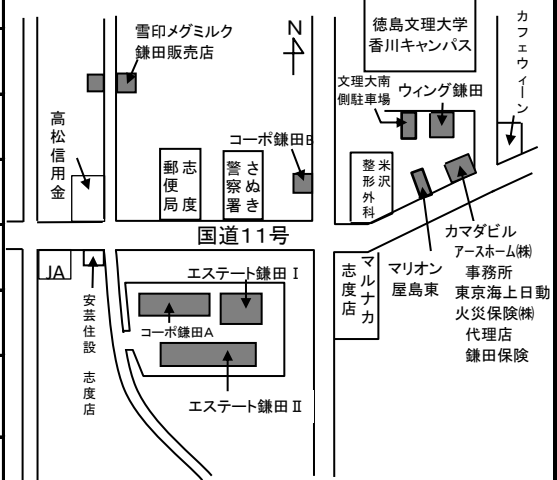 雪印メグミルク
鎌田販売店
N
徳島文理大学
香川キャンパス
カフェウィーン
文理大南
側駐車場
ウィング鎌田
高松信用金
コーポ鎌田B
志度
郵便局
さぬき
警察署
米沢
整形外科
国道11号
カマダビル
アースホーム㈱
事務所
東京海上日動
火災保険㈱
代理店
鎌田保険
マリオン
屋島東
マルナカ
志度店
JA
安芸住設 志度店
エステート鎌田Ⅰ
コーポ鎌田A
エステート鎌田Ⅱ